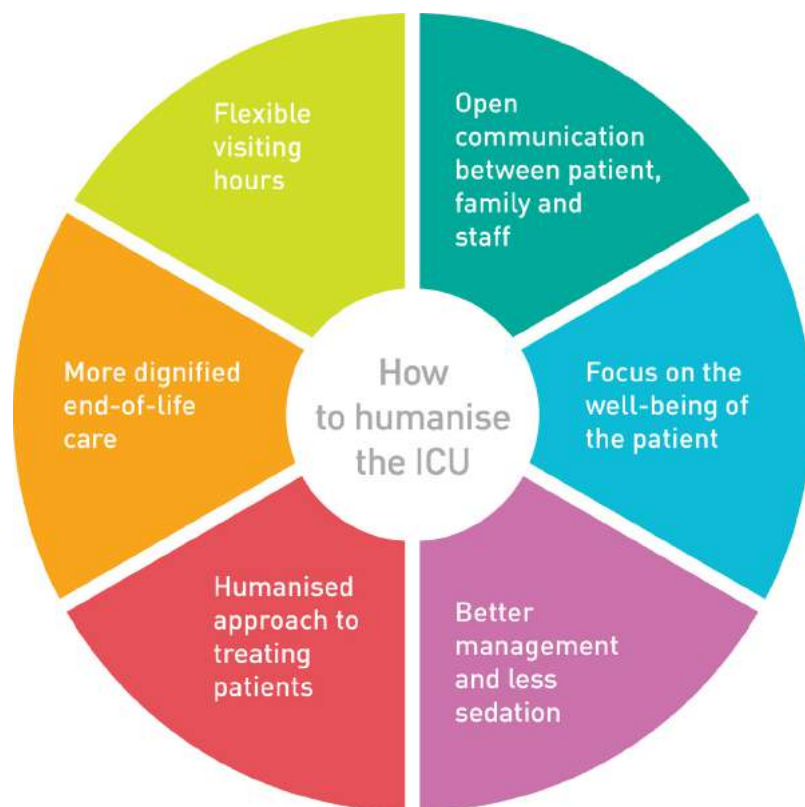 How
to humanise
the ICU
Open
communication
between patient,
family and
staff
Focus on the
well-being of
the patient
Better
management
and less
sedation
Humanised
approach to
treating
patients
More dignified
end-of-life
care
Flexible
visiting
hours